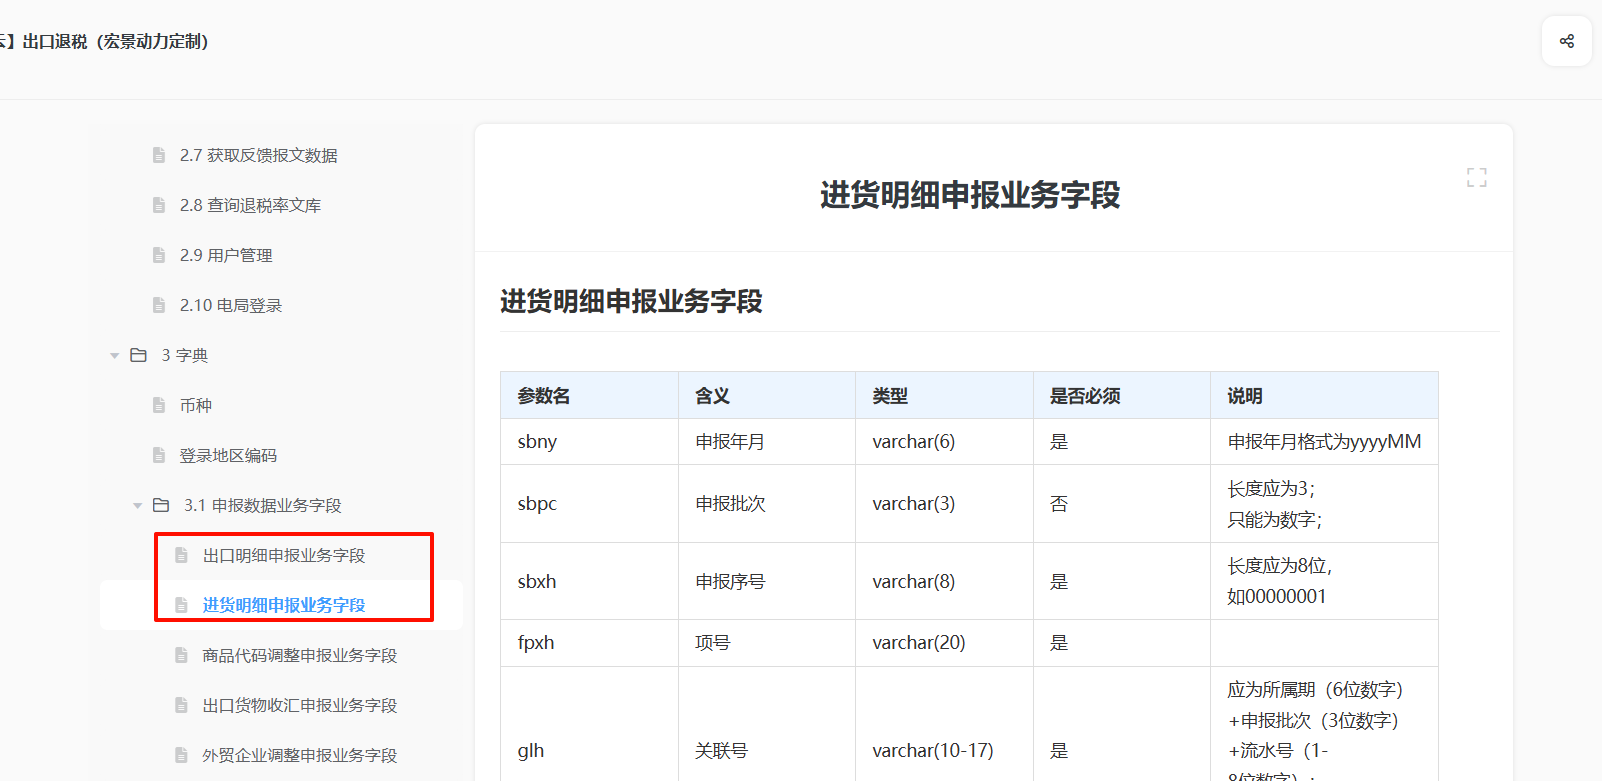 】出口退税（宏景动力定制）
2.7 获取反馈报文数据
2.8 查询退税率文库
2.9 用户管理
2.10 电局登录
3 字典
币种
登录地区编码
3.1 申报数据业务字段
出口明细申报业务字段
进货明细申报业务字段
商品代码调整申报业务字段
出口货物收汇申报业务字段
外贸企业调整申报业务字段
进货明细申报业务字段
进货明细申报业务字段
参数名 含义 类型 是否必须 说明
sbny 申报年月 varchar(6) 是 申报年月格式为yyyyMM
sbpc 申报批次 varchar(3) 否 长度应为3；
只能为数字；
sbxh 申报序号 varchar(8) 是 长度应为8位，
如00000001
fpxh 项号 varchar(20) 是
glh 关联号 varchar(10-17) 是 应为所属期（6位数字）
+申报批次（3位数字）
+流水号（1-
8位数字）；